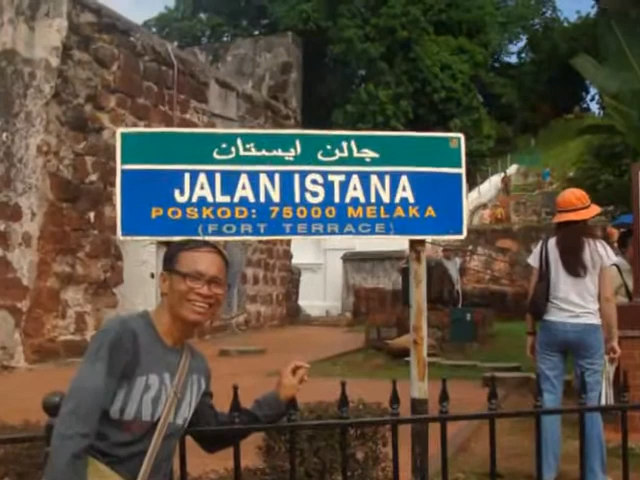 جالن ايستان
JALAN ISTANA
POSKOD: 75000 MELAKA
(FORT TERRACE)